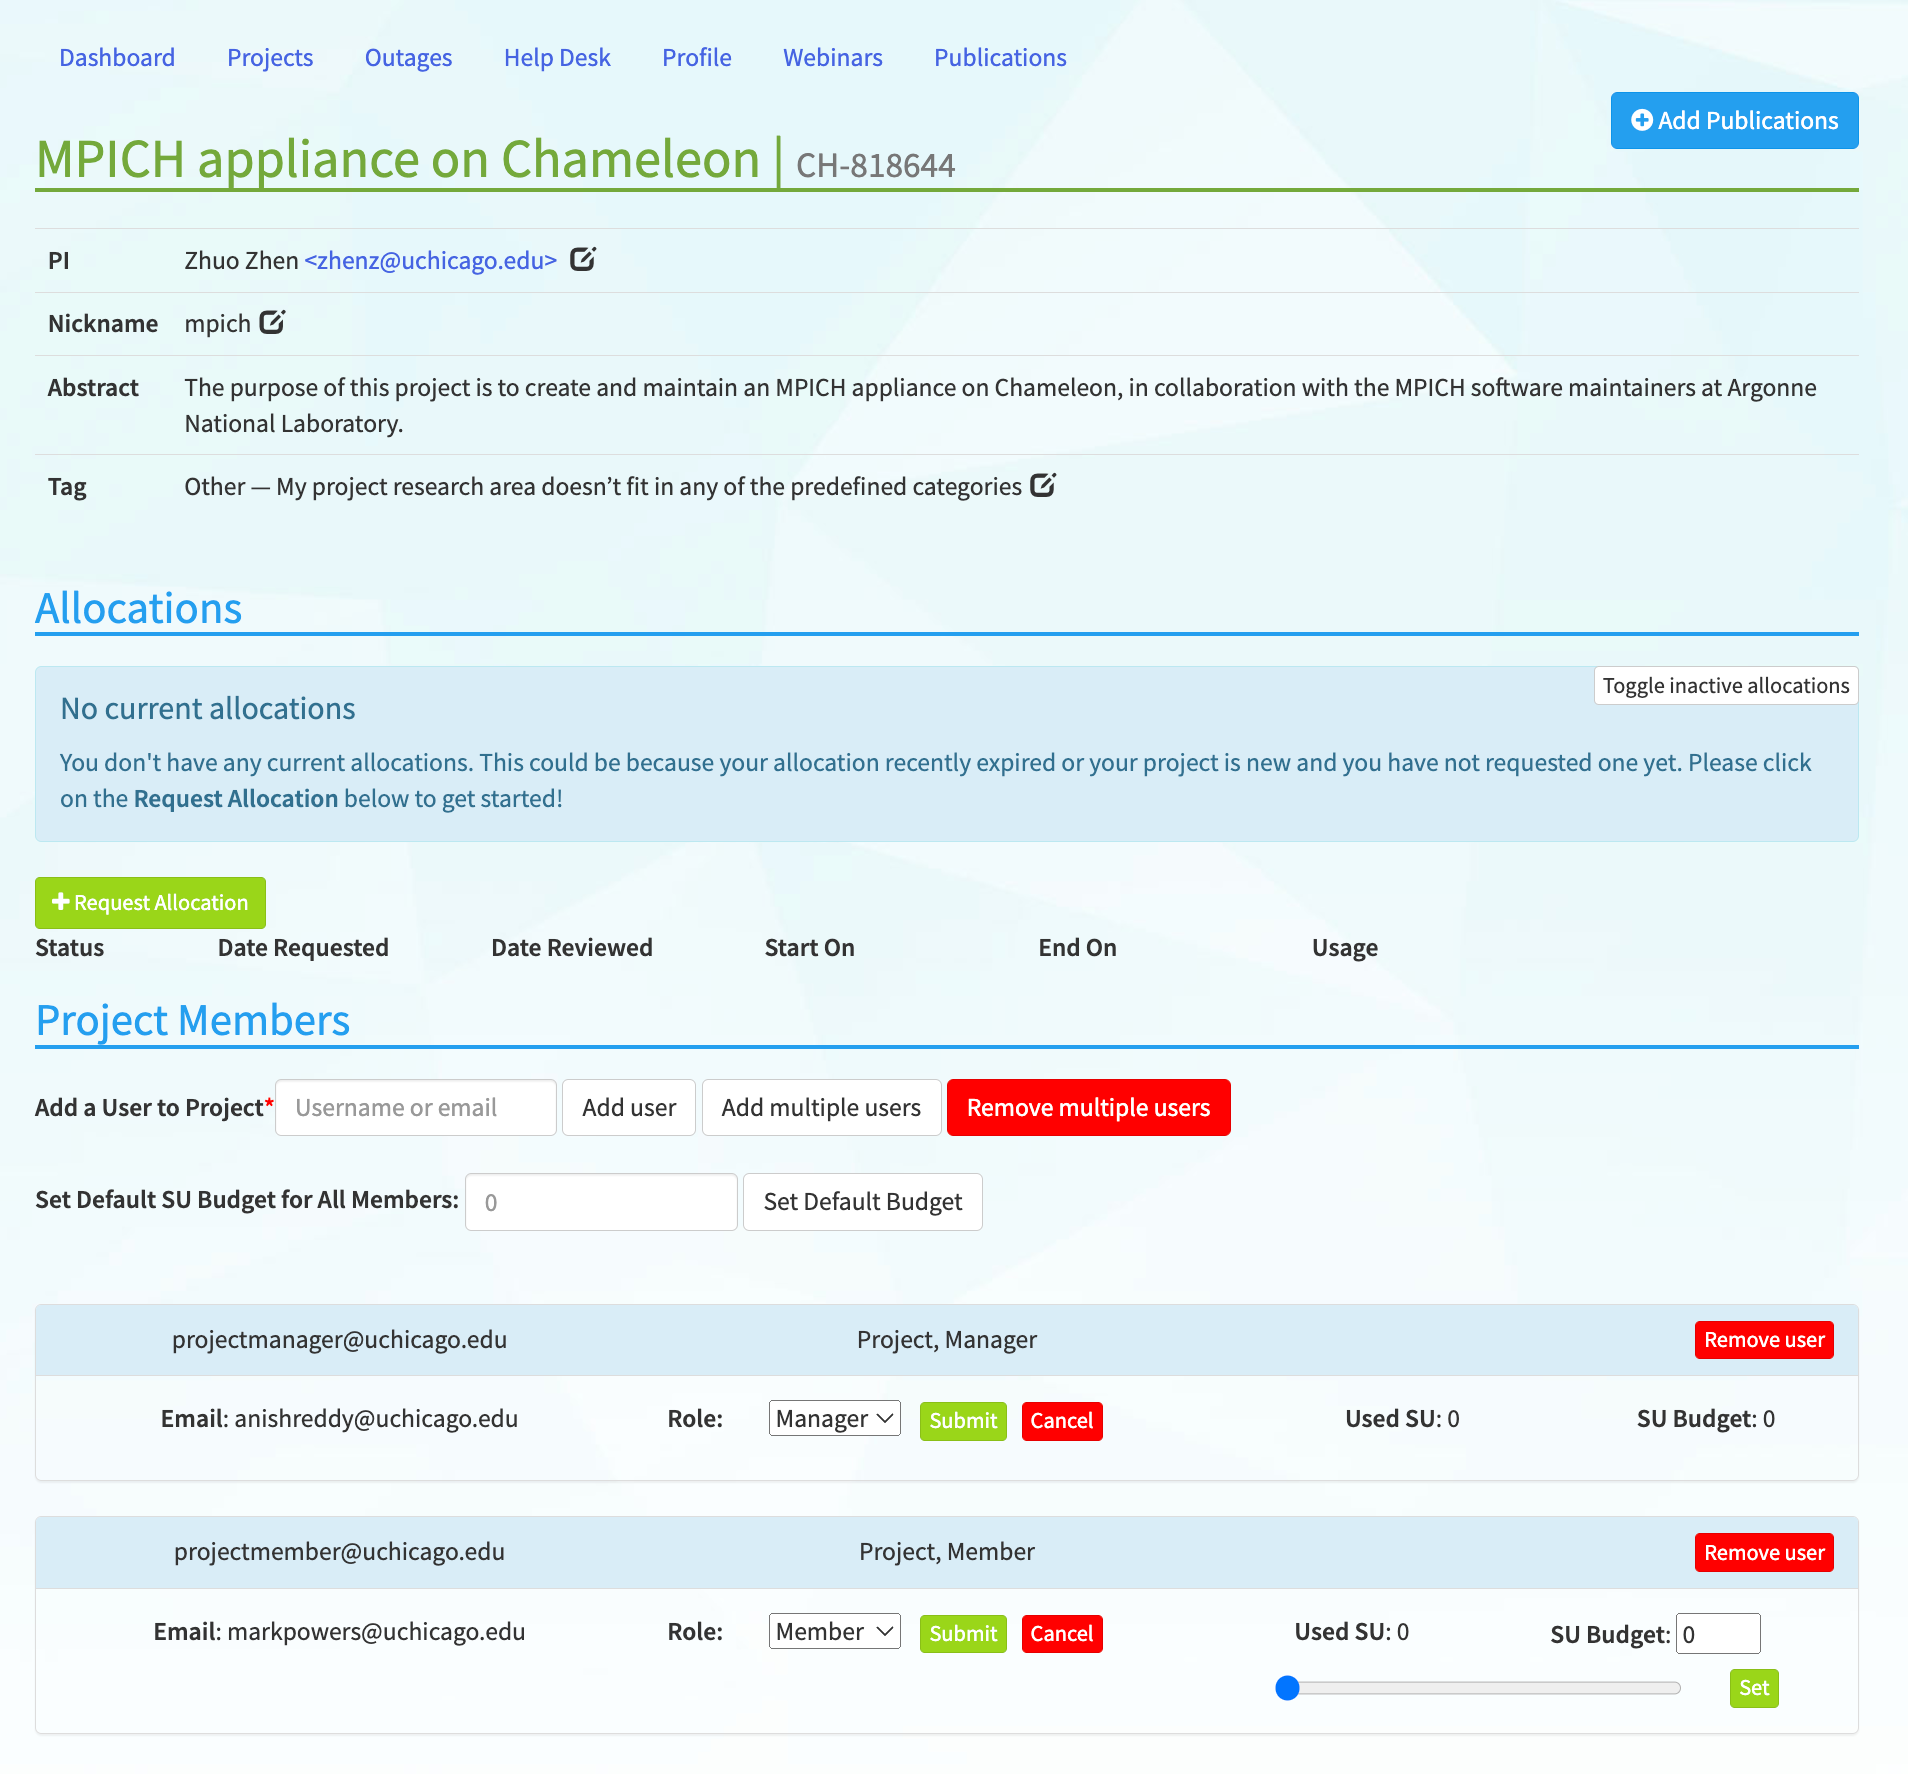 Dashboard Projects Outages Help Desk Profile Webinars Publications
Add Publications
MPICH appliance on Chameleon | CH-818644
PI Zhuo Zhen <zhenz@uchicago.edu>
Nickname mpich
Abstract The purpose of this project is to create and maintain an MPICH appliance on Chameleon, in collaboration with the MPICH software maintainers at Argonne
National Laboratory.
Tag Other — My project research area doesn’t fit in any of the predefined categories
Allocations
Toggle inactive allocations
No current allocations
You don't have any current allocations. This could be because your allocation recently expired or your project is new and you have not requested one yet. Please click
on the Request Allocation below to get started!
Request Allocation
Status Date Requested Date Reviewed Start On End On Usage
Project Members
Add a User to Project* Username or email Add user Add multiple users Remove multiple users
Set Default SU Budget for All Members: 0 Set Default Budget
projectmanager@uchicago.edu Project, Manager Remove user
Email: anishreddy@uchicago.edu Role: Manager Submit Cancel Used SU: 0 SU Budget: 0
projectmember@uchicago.edu Project, Member Remove user
Email: markpowers@uchicago.edu Role: Member Submit Cancel Used SU: 0 SU Budget: 0
Set